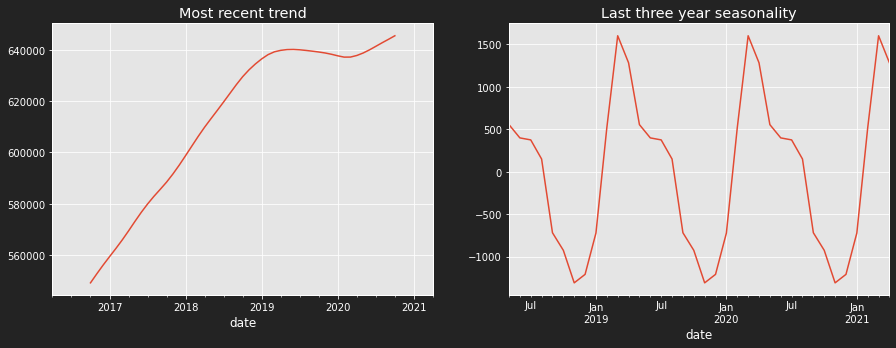 Most recent trend
640000
620000
600000
580000
560000
2017 2018 2019 2020 2021
date
Last three year seasonality
1500
1000
500
0
−500
−1000
Jul Jan Jul Jan Jul Jan
2019 2020 2021
date